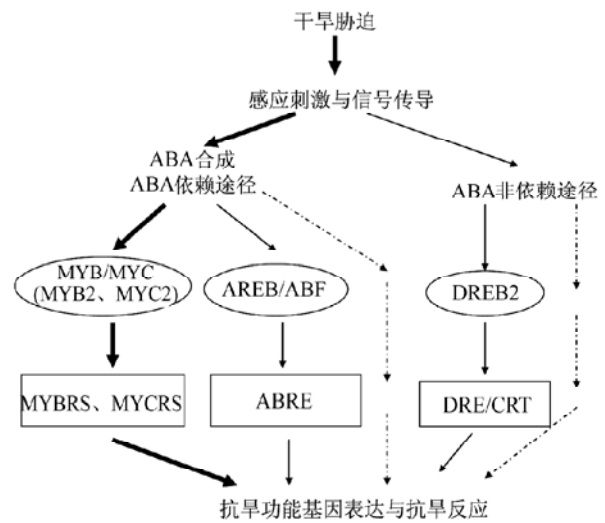 干旱胁迫
感应刺激与信号传导
ABA合成
ABA依赖途径
ABA非依赖途径
MYB/MYC
(MYB2、MYC2)
AREB/ABF
DREB2
MYBRS、MYCRS
ABRE
DRE/CRT
抗旱功能基因表达与抗旱反应